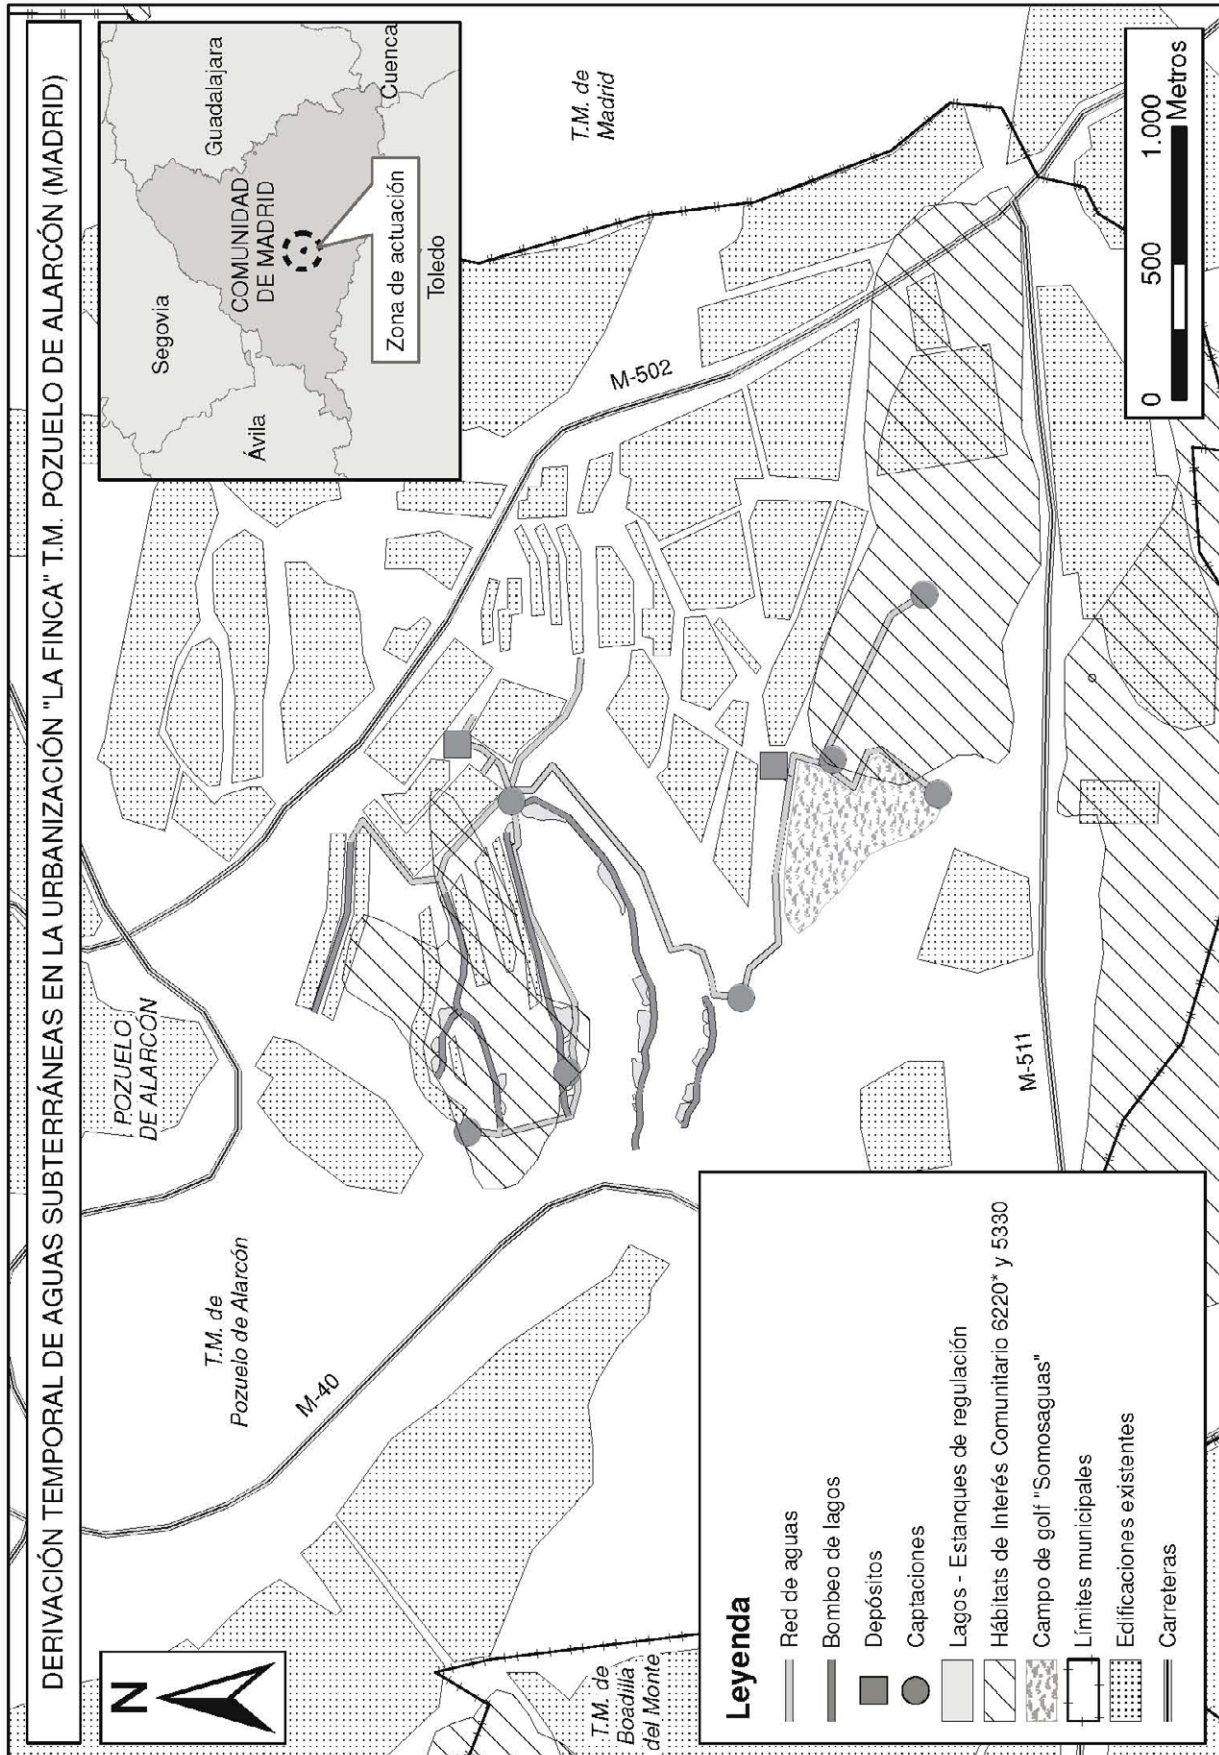 DERIVACIÓN TEMPORAL DE AGUAS SUBTERRÁNEAS EN LA URBANIZACIÓN "LA FINCA" T.M. POZUELO DE ALARCÓN (MADRID)
N
Segovia
Guadalajara
Ávila
COMUNIDAD
DE MADRID
Cuenca
Zona de actuación
Toledo
POZUELO
DE ALARCÓN
T.M. de
Pozuelo de Alarcón
M-40
M-502
T.M. de
Madrid
T.M. de
Boadilla
del Monte
M-511
Leyenda
Red de aguas
Bombeo de lagos
Depósitos
Captaciones
Lagos - Estanques de regulación
Hábitats de Interés Comunitario 6220* y 5330
Campo de golf "Somosaguas"
Límites municipales
Edificaciones existentes
Carreteras
0 500 1.000
Metros